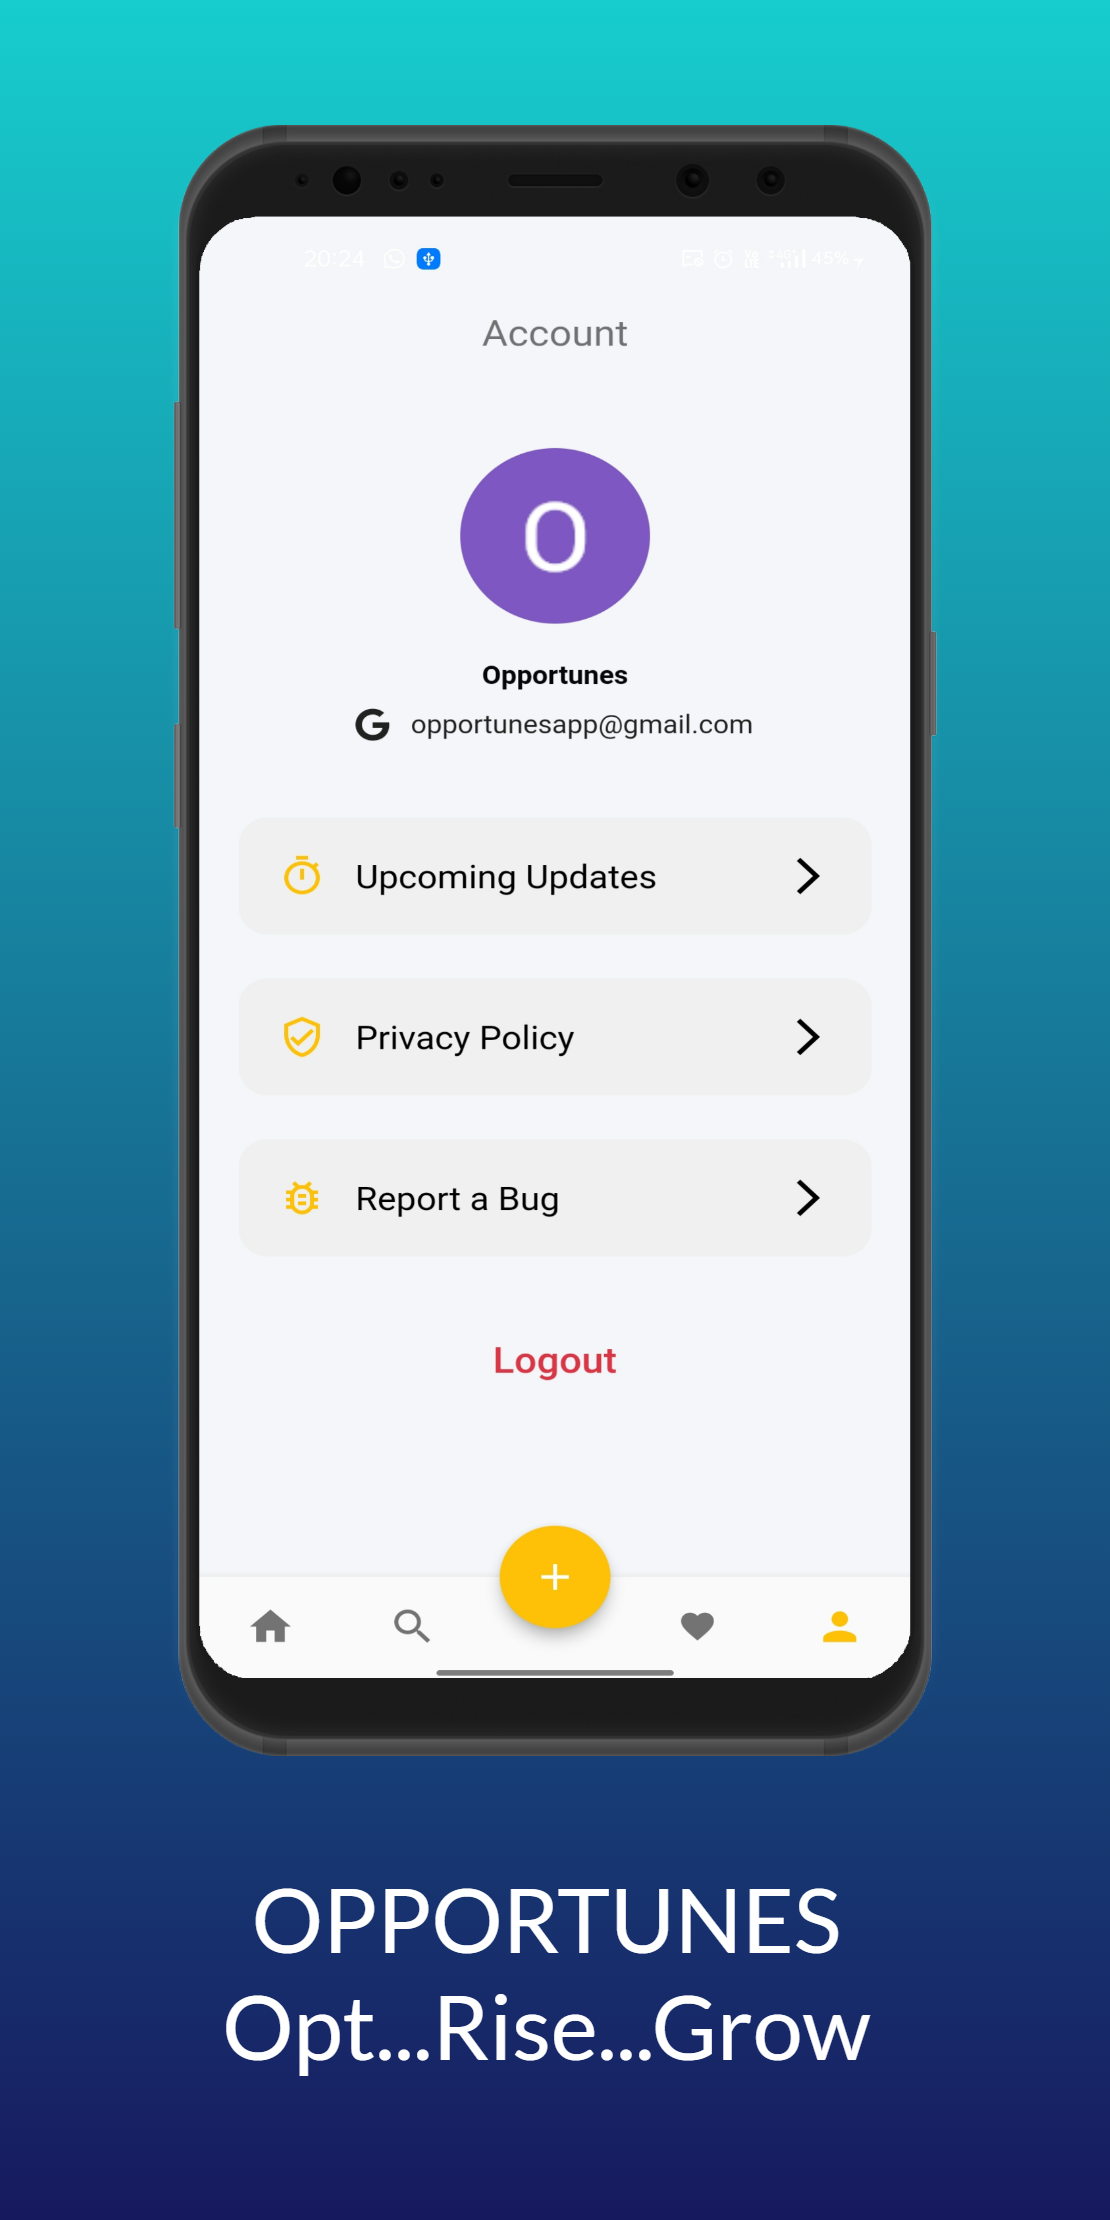 20:24 45%
Account
O
Opportunes
G opportunesapp@gmail.com
Upcoming Updates
Privacy Policy
Report a Bug
Logout
OPPORTUNES
Opt...Rise...Grow